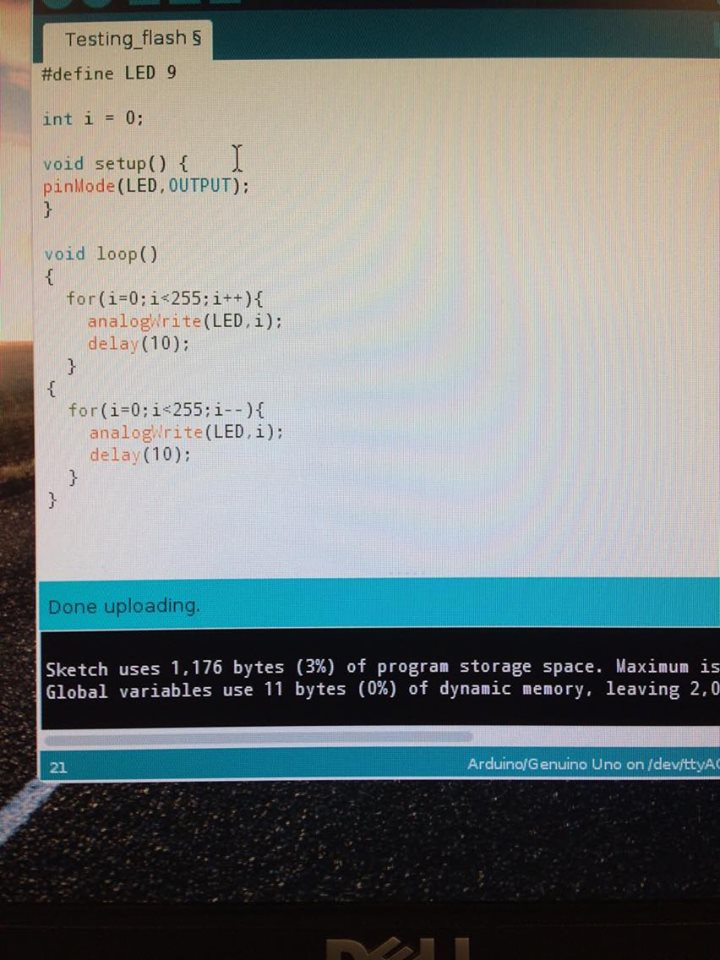 Testing_flash §
#define LED 9
int i = 0;
void setup() {
pinMode(LED,OUTPUT);
}
void loop()
{
for(i=0;i<255;i++){
analogWrite(LED,i);
delay(10);
}
{
for(i=0;i<255;i--){
analogWrite(LED,i);
delay(10);
}
}
Done uploading.
Sketch uses 1,176 bytes (3%) of program storage space. Maximum is
Global variables use 11 bytes (0%) of dynamic memory, leaving 2,0
21 Arduino/Genuino Uno on /dev/ttyAC
DELL